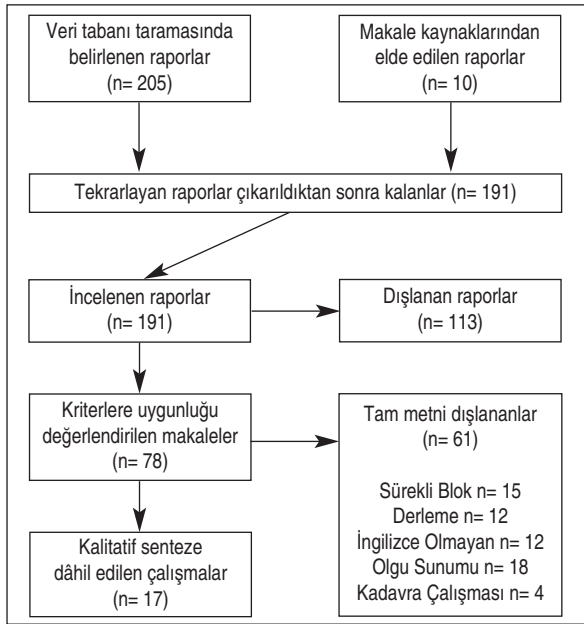 Veri tabanı taramasında
belirlenen raporlar
(n= 205)
Makale kaynaklarından
elde edilen raporlar
(n= 10)
Tekrarlayan raporlar çıkarıldıktan sonra kalanlar (n= 191)
İncelenen raporlar
(n= 191)
Dışlanan raporlar
(n= 113)
Kriterlere uygunluğu
değerlendirilen makaleler
(n= 78)
Tam metni dışlananlar
(n= 61)
Sürekli Blok n= 15
Derleme n= 12
İngilizce Olmayan n= 12
Olgu Sunumu n= 18
Kadavra Çalışması n= 4
Kalitatif senteze
dâhil edilen çalışmalar
(n= 17)